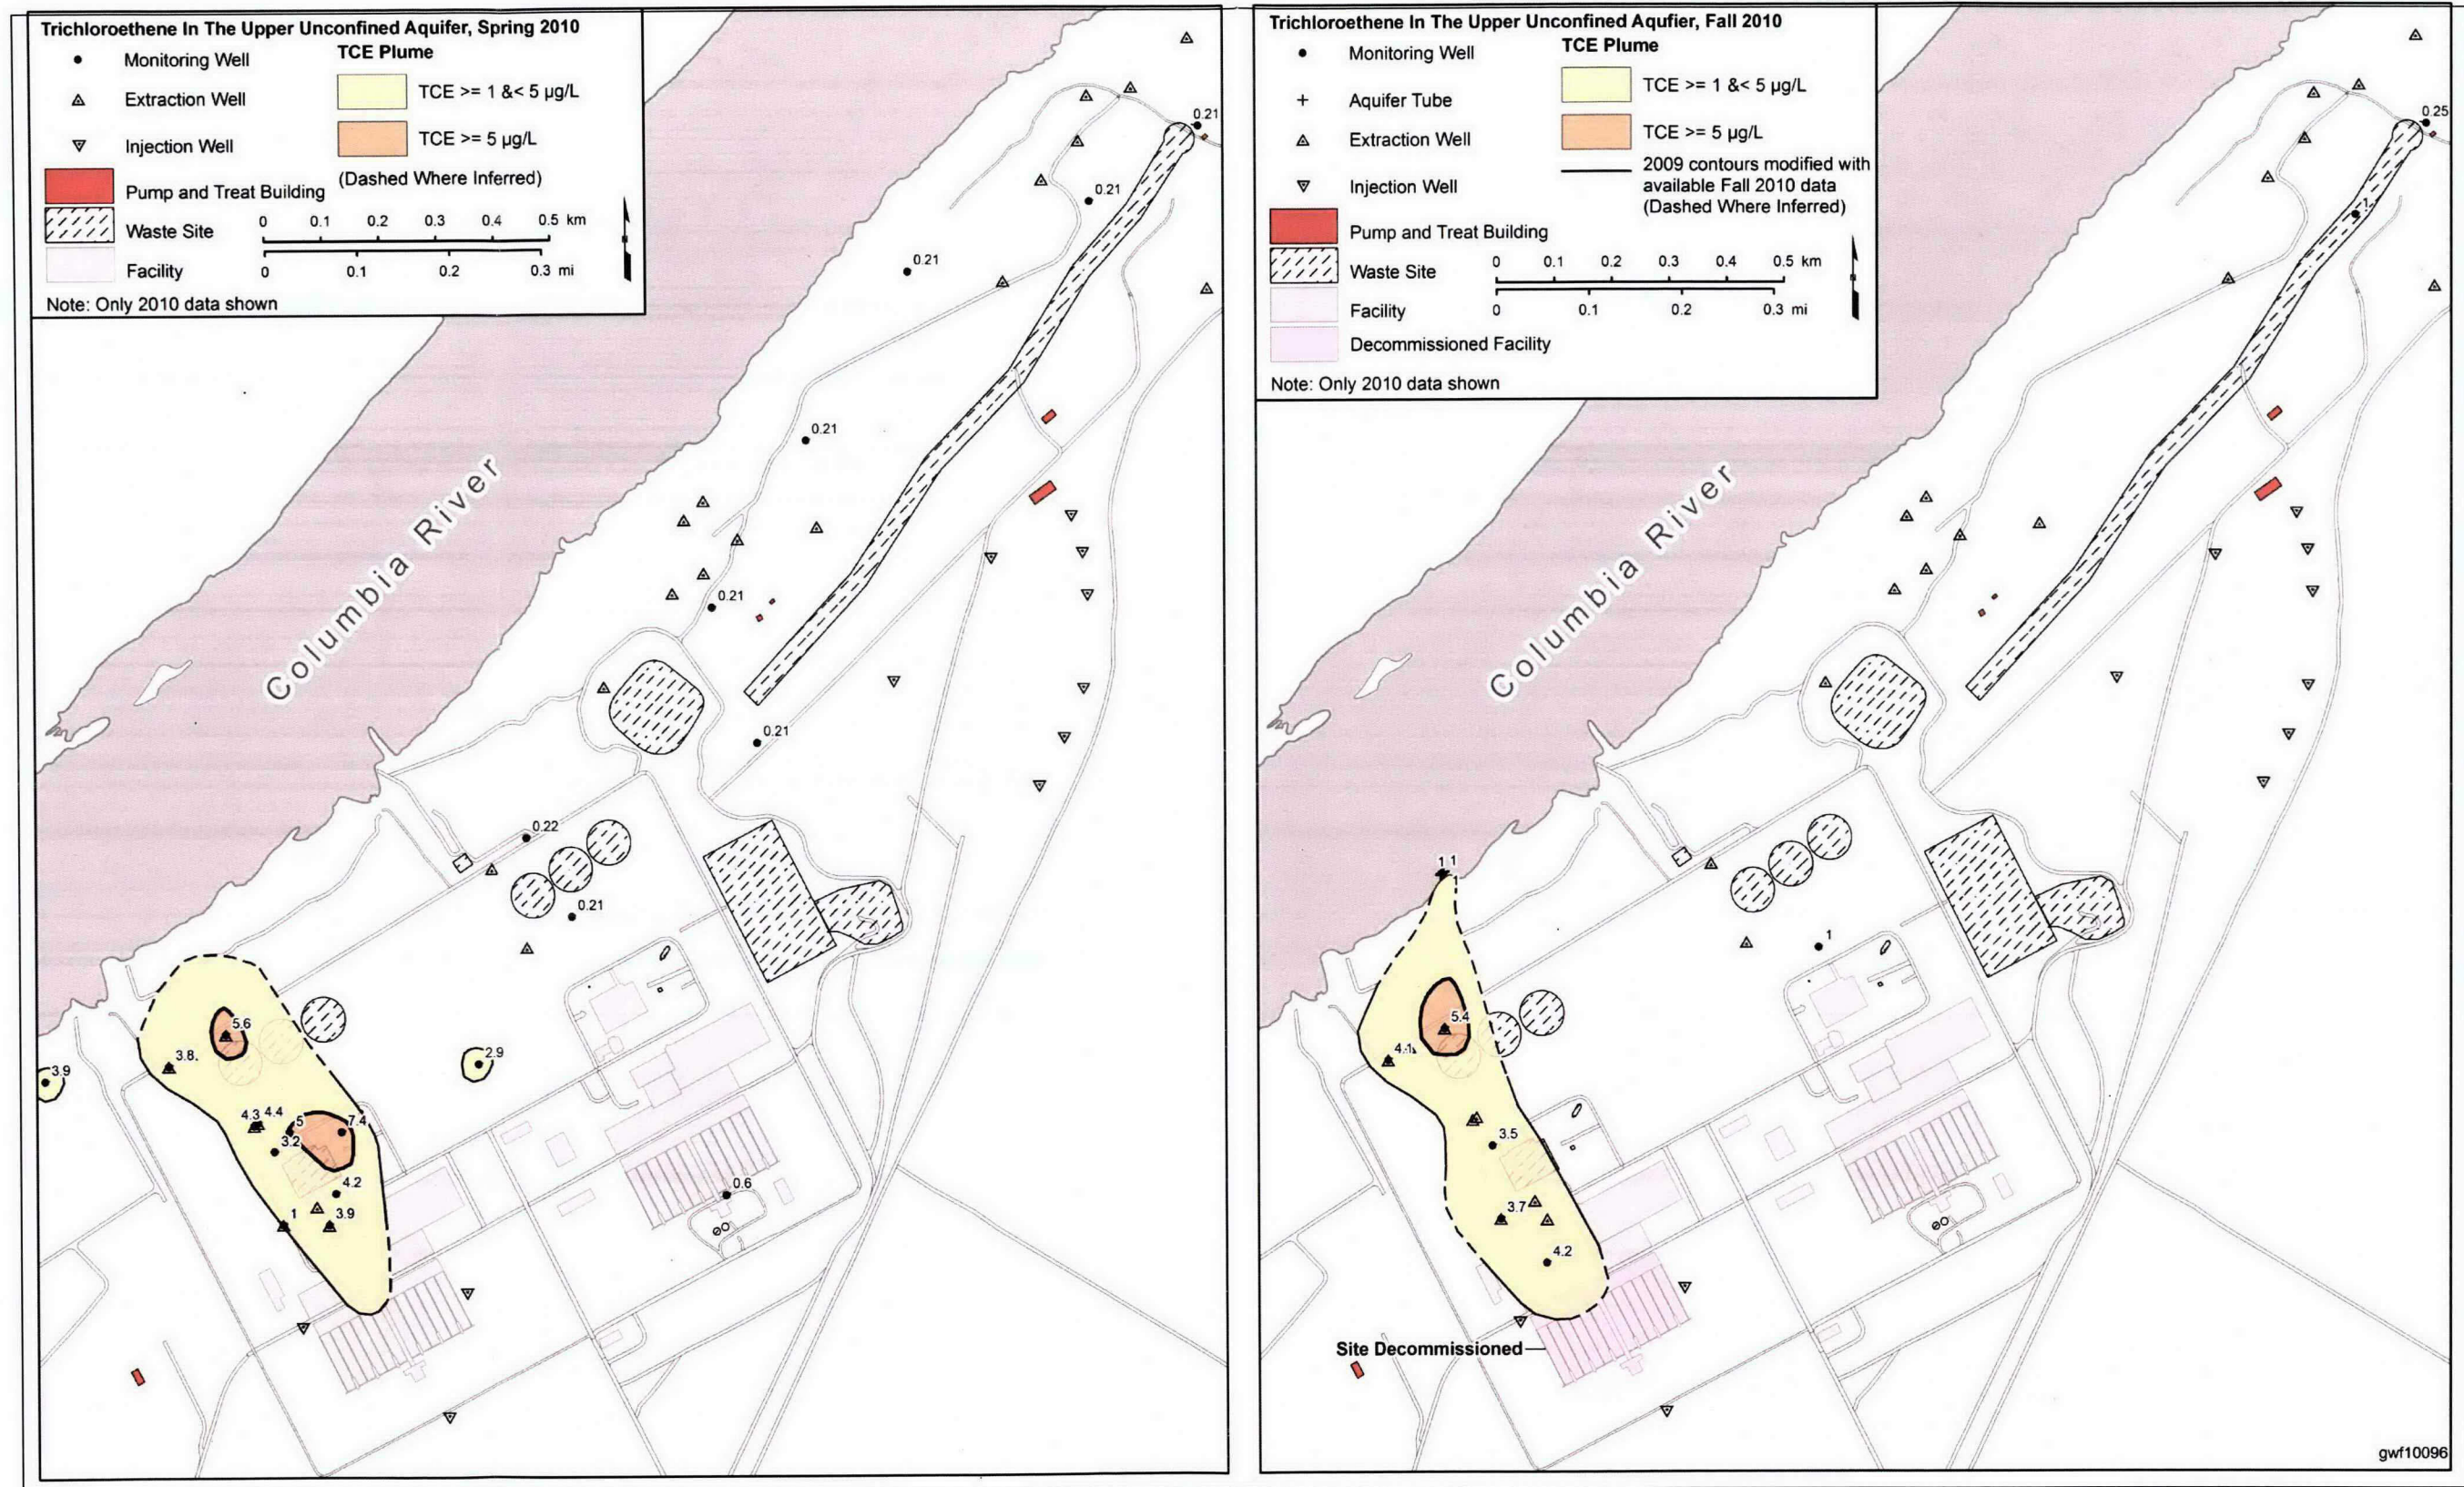 Trichloroethene In The Upper Unconfined Aquifer, Spring 2010
Monitoring Well
Extraction Well
Injection Well
Pump and Treat Building
Waste Site
Facility
Note: Only 2010 data shown
TCE Plume
TCE >= 1 &< 5 µg/L
TCE >= 5 µg/L
(Dashed Where Inferred)
0 0.1 0.2 0.3 0.4 0.5 km
0 0.1 0.2 0.3 mi
0.21
0.21
0.21
0.21
0.21
0.21
0.22
0.21
Columbia River
5.6
3.8
3.9
2.9
4.3 4.4
5
7.4
3.2
4.2
1
3.9
0.6
Trichloroethene In The Upper Unconfined Aqufier, Fall 2010
Monitoring Well
Aquifer Tube
Extraction Well
Injection Well
Pump and Treat Building
Waste Site
Facility
Decommissioned Facility
Note: Only 2010 data shown
TCE Plume
TCE >= 1 &< 5 µg/L
TCE >= 5 µg/L
2009 contours modified with
available Fall 2010 data
(Dashed Where Inferred)
0 0.1 0.2 0.3 0.4 0.5 km
0 0.1 0.2 0.3 mi
0.25
1
Columbia River
1 1
1
1
5.4
4.1
3.5
3.7
4.2
Site Decommissioned
gwf10096